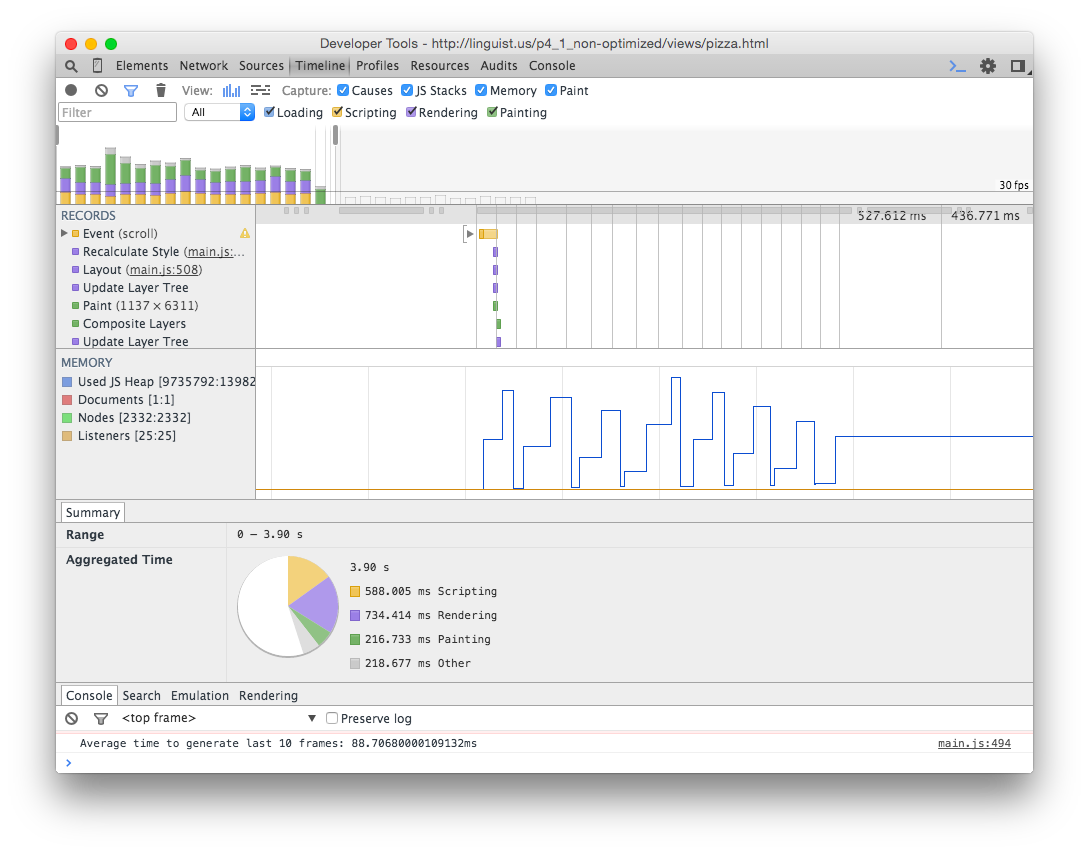 Developer Tools - http://linguist.us/p4_1_non-optimized/views/pizza.html
Elements Network Sources Timeline Profiles Resources Audits Console
View: Capture: Causes JS Stacks Memory Paint
Filter All Loading Scripting Rendering Painting
30 fps
RECORDS 527.612 ms 436.771 ms
Event (scroll)
Recalculate Style (main.js:...
Layout (main.js:508)
Update Layer Tree
Paint (1137 × 6311)
Composite Layers
Update Layer Tree
MEMORY
Used JS Heap [9735792:13982
Documents [1:1]
Nodes [2332:2332]
Listeners [25:25]
Summary
Range 0 – 3.90 s
Aggregated Time
3.90 s
588.005 ms Scripting
734.414 ms Rendering
216.733 ms Painting
218.677 ms Other
Console Search Emulation Rendering
<top frame> Preserve log
Average time to generate last 10 frames: 88.70680000109132ms main.js:494